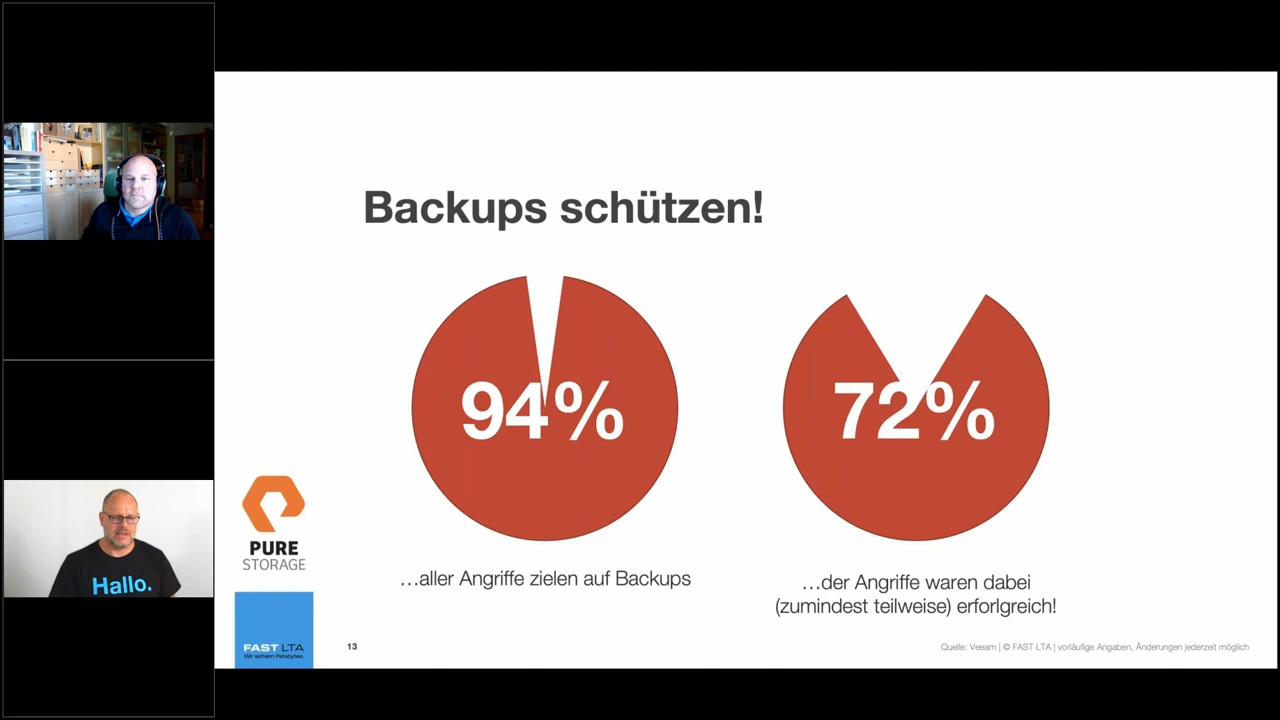 Backups schützen!
94%
72%
…aller Angriffe zielen auf Backups
…der Angriffe waren dabei
(zumindest teilweise) erforlgreich!
PURE
STORAGE
FAST LTA
Wir sichern Petabytes.
13
Quelle: Veeam | © FAST LTA | vorläufige Angaben, Änderungen jederzeit möglich
Hallo.